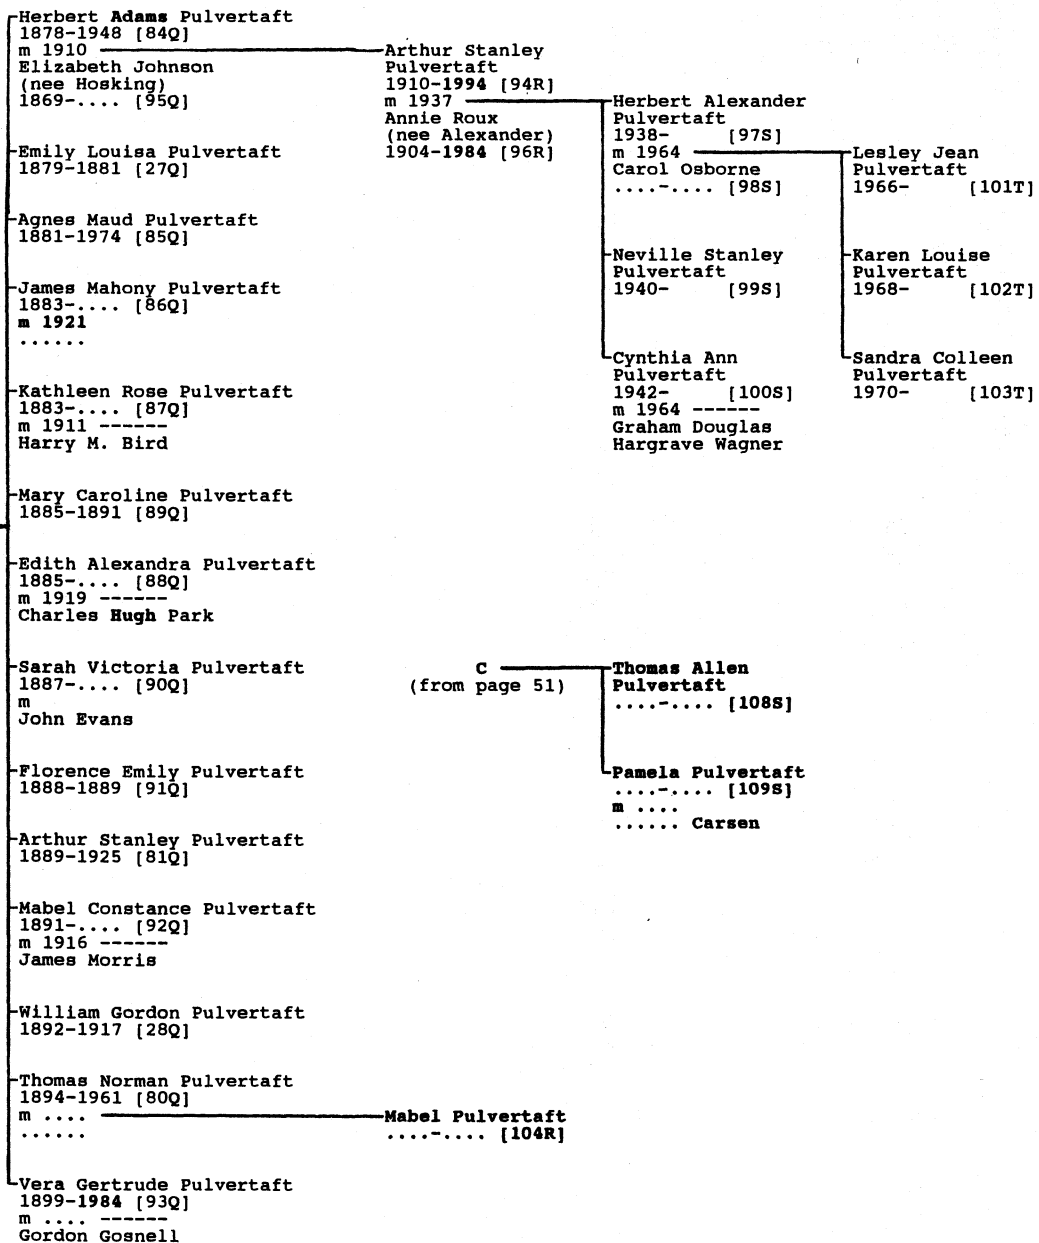 Herbert Adams Pulvertaft
1878-1948 [84Q]
m 1910
Elizabeth Johnson
(nee Hosking)
1869-.... [95Q]
Emily Louisa Pulvertaft
1879-1881 [27Q]
Agnes Maud Pulvertaft
1881-1974 [85Q]
James Mahony Pulvertaft
1883-.... [86Q]
m 1921
......
Kathleen Rose Pulvertaft
1883-.... [87Q]
m 1911 ------
Harry M. Bird
Mary Caroline Pulvertaft
1885-1891 [89Q]
Edith Alexandra Pulvertaft
1885-.... [88Q]
m 1919 ------
Charles Hugh Park
Sarah Victoria Pulvertaft
1887-.... [90Q]
m
John Evans
Florence Emily Pulvertaft
1888-1889 [91Q]
Arthur Stanley Pulvertaft
1889-1925 [81Q]
Mabel Constance Pulvertaft
1891-.... [92Q]
m 1916 ------
James Morris
William Gordon Pulvertaft
1892-1917 [28Q]
Thomas Norman Pulvertaft
1894-1961 [80Q]
m ....
......
Vera Gertrude Pulvertaft
1899-1984 [93Q]
m .... ------
Gordon Gosnell
Arthur Stanley
Pulvertaft
1910-1994 [94R]
m 1937
Annie Roux
(nee Alexander)
1904-1984 [96R]
C
(from page 51)
Mabel Pulvertaft
....-.... [104R]
Herbert Alexander
Pulvertaft
1938- [97S]
m 1964
Carol Osborne
....-.... [98S]
Neville Stanley
Pulvertaft
1940- [99S]
Cynthia Ann
Pulvertaft
1942- [100S]
m 1964 ------
Graham Douglas
Hargrave Wagner
Thomas Allen
Pulvertaft
....-.... [108S]
Pamela Pulvertaft
....-.... [109S]
m ....
...... Carsen
Lesley Jean
Pulvertaft
1966- [101T]
Karen Louise
Pulvertaft
1968- [102T]
Sandra Colleen
Pulvertaft
1970- [103T]